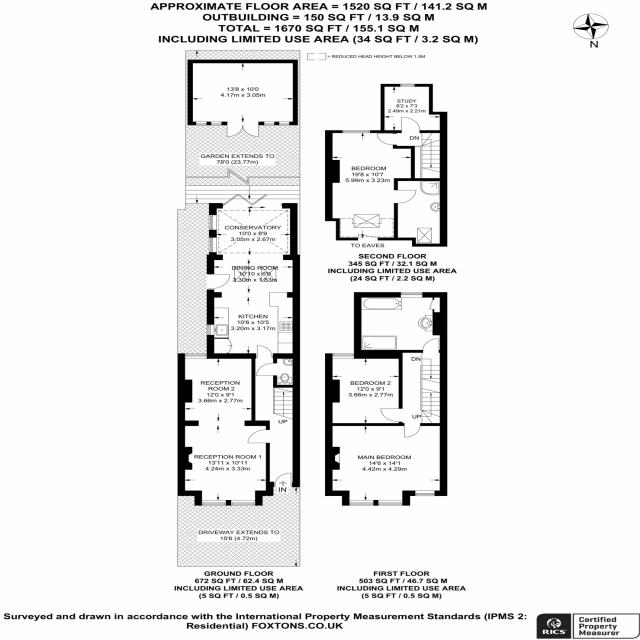 APPROXIMATE FLOOR AREA = 1520 SQ FT / 141.2 SQ M
OUTBUILDING = 150 SQ FT / 13.9 SQ M
TOTAL = 1670 SQ FT / 155.1 SQ M
INCLUDING LIMITED USE AREA (34 SQ FT / 3.2 SQ M)
= REDUCED HEAD HEIGHT BELOW 1.5M
N
13'8 x 10'0
4.17m x 3.05m
GARDEN EXTENDS TO
78'0 (23.77m)
CONSERVATORY
10'0 x 8'9
3.05m x 2.67m
DINING ROOM
3.30m x 1.83m
KITCHEN
10'6 x 10'5
3.20m x 3.17m
RECEPTION
ROOM 2
12'0 x 9'1
3.66m x 2.77m
UP
RECEPTION ROOM 1
13'11 x 10'11
4.24m x 3.33m
IN
DRIVEWAY EXTENDS TO
15'6 (4.72m)
GROUND FLOOR
672 SQ FT / 62.4 SQ M
INCLUDING LIMITED USE AREA
(5 SQ FT / 0.5 SQ M)
STUDY
8'2 x 7'3
2.49m x 2.21m
DN
BEDROOM
19'8 x 10'7
5.99m x 3.23m
TO EAVES
SECOND FLOOR
345 SQ FT / 32.1 SQ M
INCLUDING LIMITED USE AREA
(24 SQ FT / 2.2 SQ M)
DN
BEDROOM 2
12'0 x 9'1
3.66m x 2.77m
UP
MAIN BEDROOM
14'6 x 14'1
4.42m x 4.29m
FIRST FLOOR
503 SQ FT / 46.7 SQ M
INCLUDING LIMITED USE AREA
(5 SQ FT / 0.5 SQ M)
Surveyed and drawn in accordance with the International Property Measurement Standards (IPMS 2:
Residential) FOXTONS.CO.UK
RICS
Certified
Property
Measurer